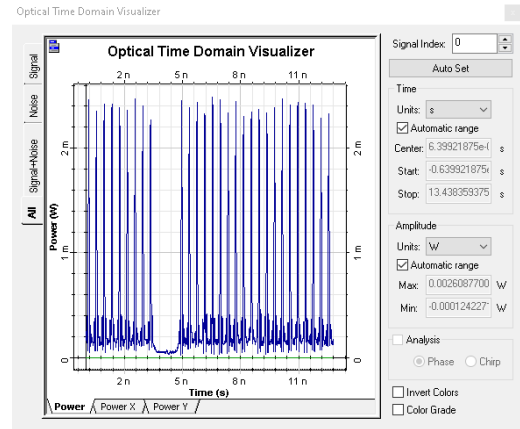 Optical Time Domain Visualizer
Optical Time Domain Visualizer
Signal
Noise
Signal+Noise
All
2 n 5 n 8 n 11 n
Power (W)
2 m
1 m
0
2 m
1 m
0
2 n 5 n 8 n 11 n
Time (s)
Power Power X Power Y
Signal Index: 0
Auto Set
Time
Units: s
Automatic range
Center: 6.39921875e-( s
Start: -0.63992187 s
Stop: 13.438359375 s
Amplitude
Units: W
Automatic range
Max: 0.0026087700 W
Min: -0.000124227 W
Analysis
Phase Chirp
Invert Colors
Color Grade